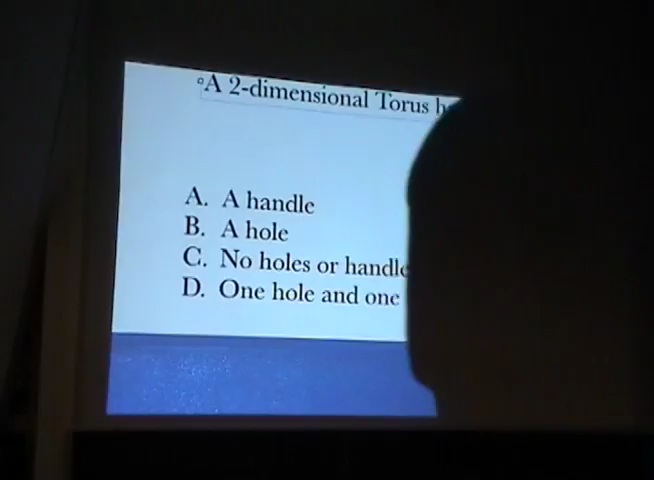 A 2-dimensional Torus
A. A handle
B. A hole
C. No holes or handle
D. One hole and one